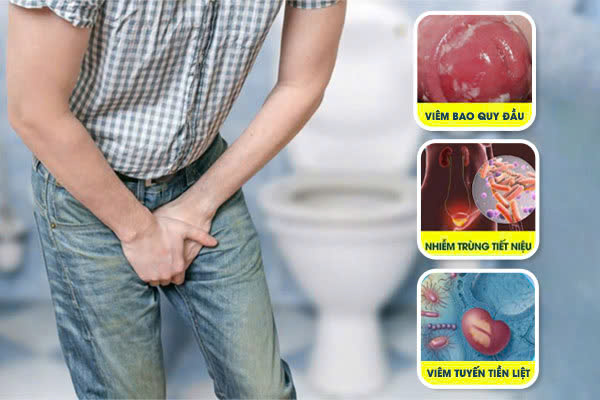 VIÊM BAO QUY ĐẦU
NHIỄM TRÙNG TIẾT NIỆU
VIÊM TUYẾN TIỀN LIỆT